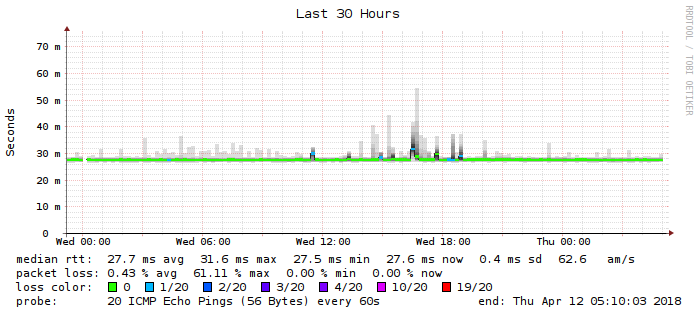 Last 30 Hours
RRDTOOL / TOBI OETIKER
Seconds
70 m
60 m
50 m
40 m
30 m
20 m
10 m
0
Wed 00:00 Wed 06:00 Wed 12:00 Wed 18:00 Thu 00:00
median rtt: 27.7 ms avg 31.6 ms max 27.5 ms min 27.6 ms now 0.4 ms sd 62.6 am/s
packet loss: 0.43 % avg 61.11 % max 0.00 % min 0.00 % now
loss color: 0 1/20 2/20 3/20 4/20 10/20 19/20
probe: 20 ICMP Echo Pings (56 Bytes) every 60s end: Thu Apr 12 05:10:03 2018